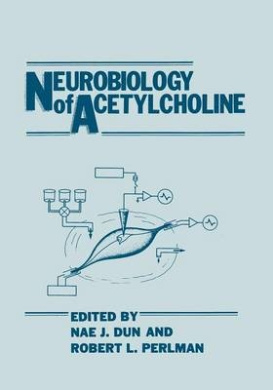 NEUROBIOLOGY
OF ACETYLCHOLINE
EDITED BY
NAE J. DUN AND
ROBERT L. PERLMAN